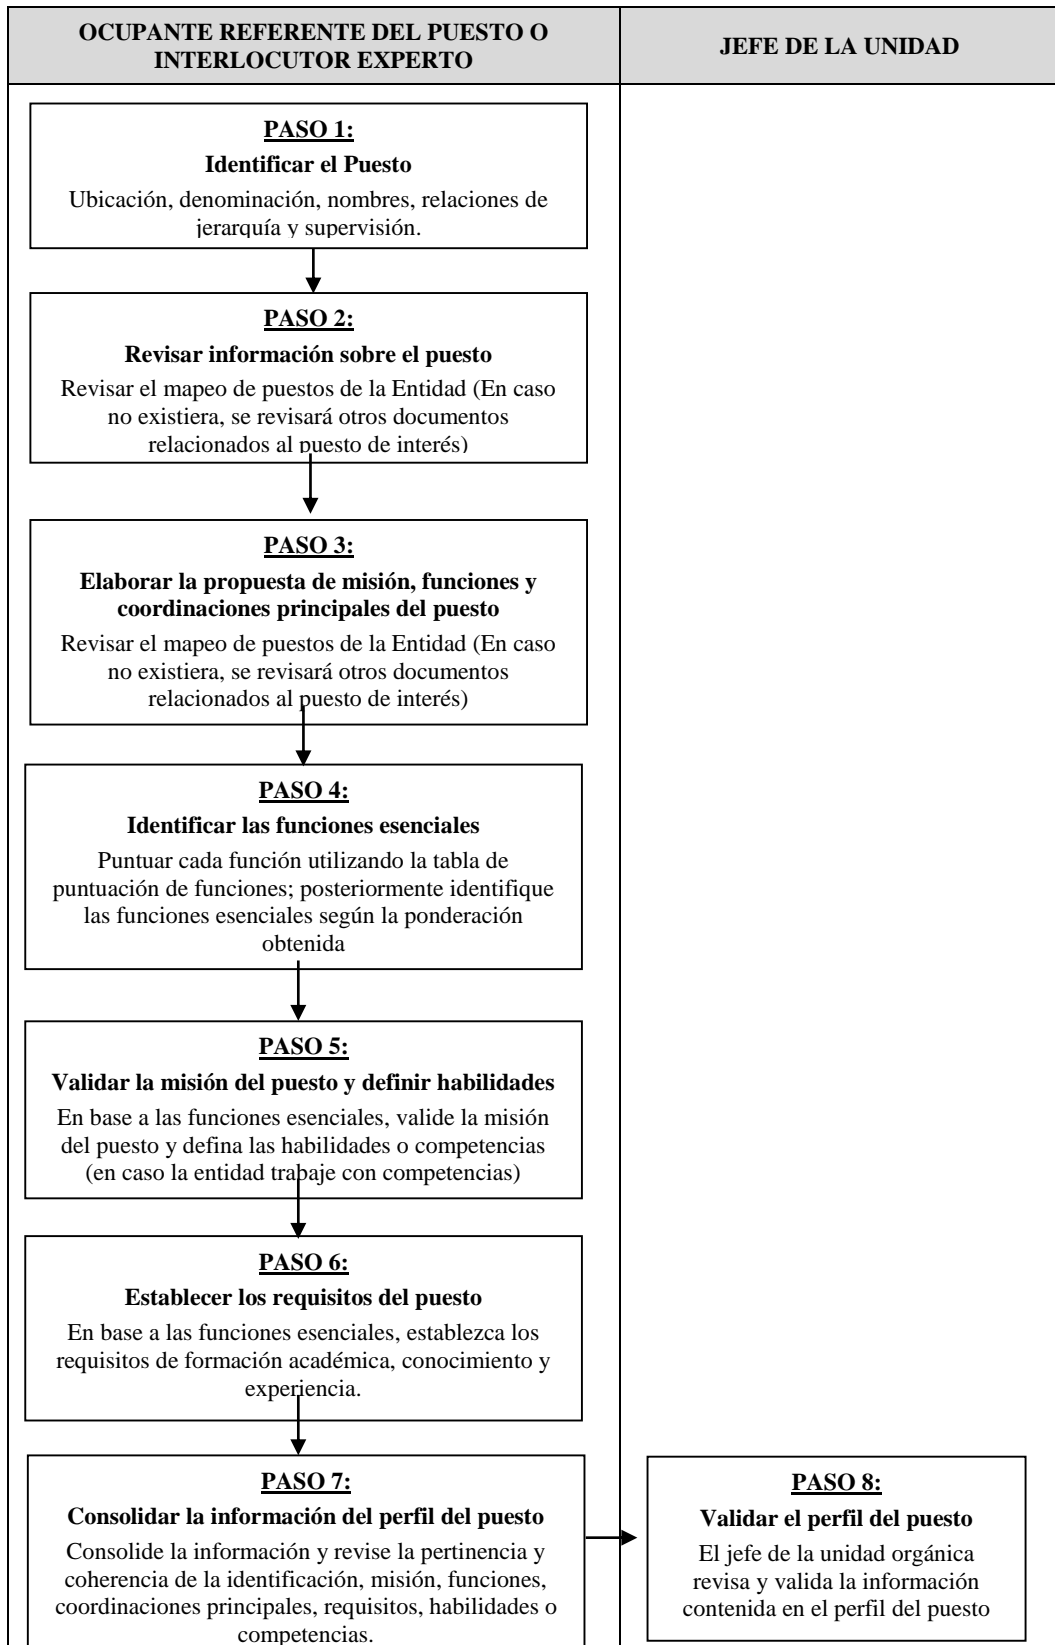 OCUPANTE REFERENTE DEL PUESTO O
INTERLOCUTOR EXPERTO
JEFE DE LA UNIDAD
PASO 1:
Identificar el Puesto
Ubicación, denominación, nombres, relaciones de
jerarquía y supervisión.
PASO 2:
Revisar información sobre el puesto
Revisar el mapeo de puestos de la Entidad (En caso
no existiera, se revisará otros documentos
relacionados al puesto de interés)
PASO 3:
Elaborar la propuesta de misión, funciones y
coordinaciones principales del puesto
Revisar el mapeo de puestos de la Entidad (En caso
no existiera, se revisará otros documentos
relacionados al puesto de interés)
PASO 4:
Identificar las funciones esenciales
Puntuar cada función utilizando la tabla de
puntuación de funciones; posteriormente identifique
las funciones esenciales según la ponderación
obtenida
PASO 5:
Validar la misión del puesto y definir habilidades
En base a las funciones esenciales, valide la misión
del puesto y defina las habilidades o competencias
(en caso la entidad trabaje con competencias)
PASO 6:
Establecer los requisitos del puesto
En base a las funciones esenciales, establezca los
requisitos de formación académica, conocimiento y
experiencia.
PASO 7:
Consolidar la información del perfil del puesto
Consolide la información y revise la pertinencia y
coherencia de la identificación, misión, funciones,
coordinaciones principales, requisitos, habilidades o
competencias.
PASO 8:
Validar el perfil del puesto
El jefe de la unidad orgánica
revisa y valida la información
contenida en el perfil del puesto